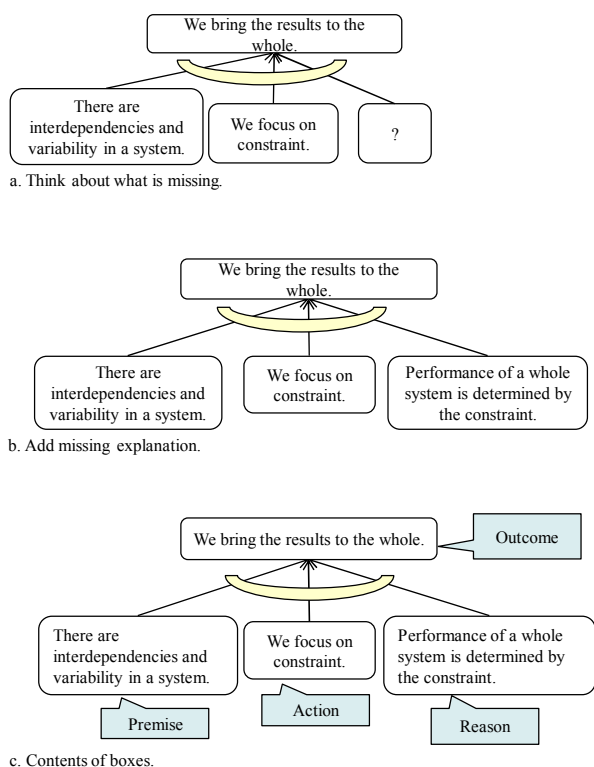 We bring the results to the
whole.
There are
interdependencies and
variability in a system.
We focus on
constraint.
?
a. Think about what is missing.
We bring the results to the
whole.
There are
interdependencies and
variability in a system.
We focus on
constraint.
Performance of a whole
system is determined by
the constraint.
b. Add missing explanation.
We bring the results to the whole.
Outcome
There are
interdependencies and
variability in a system.
We focus on
constraint.
Performance of a whole
system is determined by
the constraint.
Premise
Action
Reason
c. Contents of boxes.